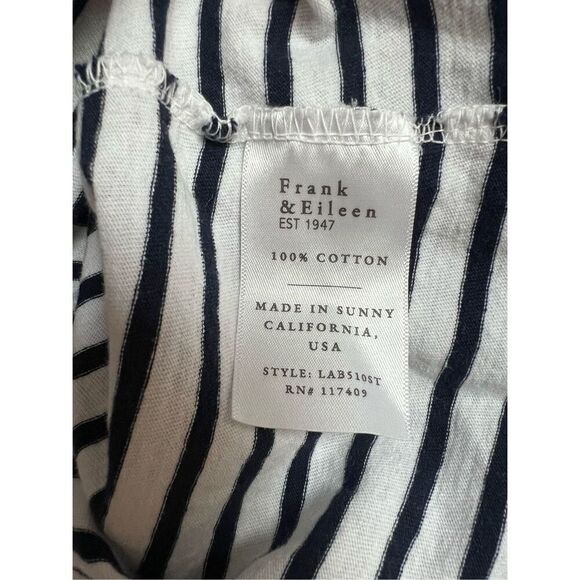 Frank
& Eileen
EST 1947
100% COTTON
MADE IN SUNNY
CALIFORNIA,
USA
STYLE: LAB510ST
RN# 117409